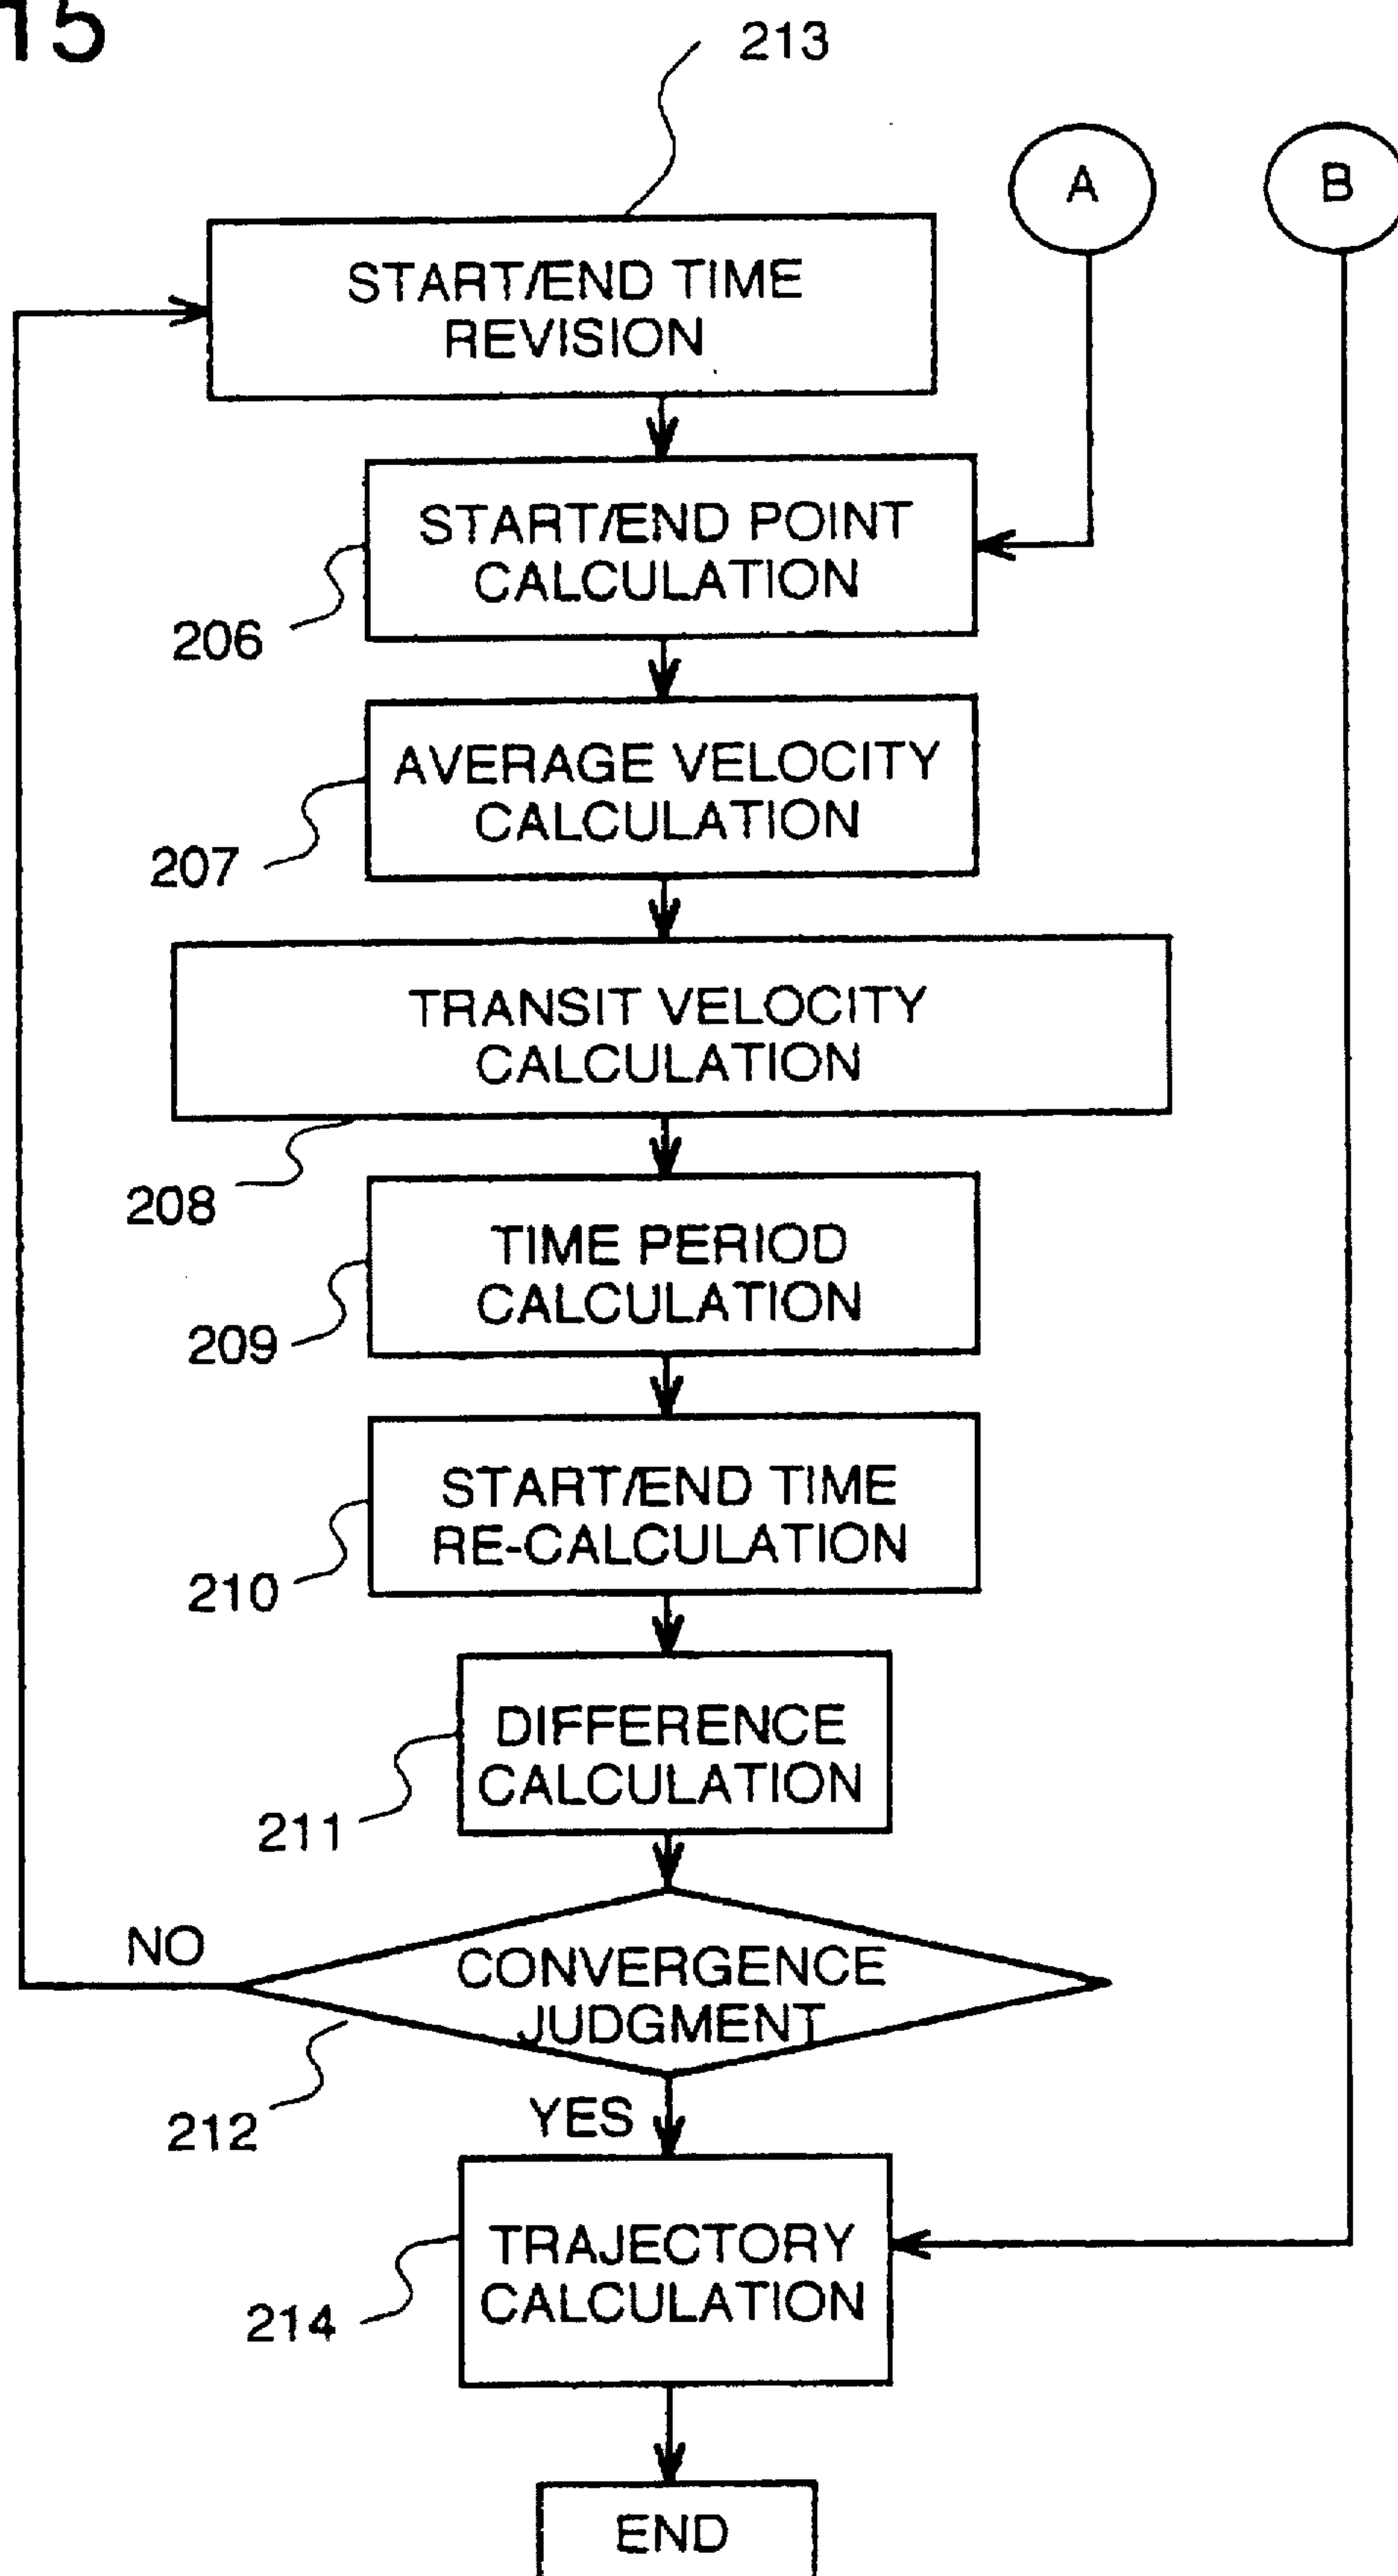 15
213
A
B
START/END TIME
REVISION
START/END POINT
CALCULATION
206
AVERAGE VELOCITY
CALCULATION
207
TRANSIT VELOCITY
CALCULATION
208
TIME PERIOD
CALCULATION
209
START/END TIME
RE-CALCULATION
210
DIFFERENCE
CALCULATION
211
NO
CONVERGENCE
JUDGMENT
212
YES
TRAJECTORY
CALCULATION
214
END